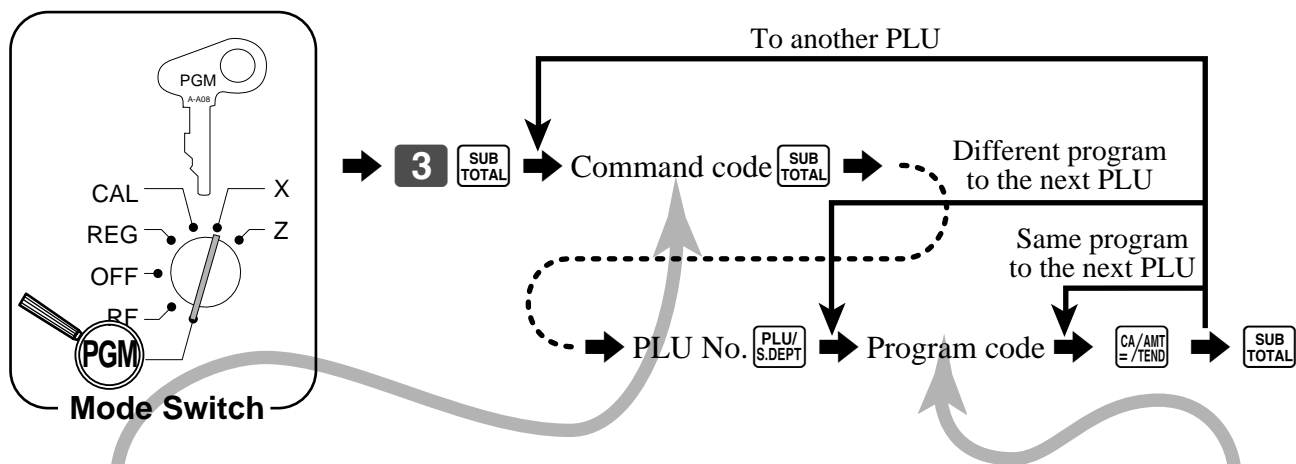 To another PLU
PGM
A-A08
3 SUB TOTAL Command code SUB TOTAL
Different program
to the next PLU
CAL
X
REG
Z
Same program
to the next PLU
OFF
RF
PGM
PLU No. PLU/ S.DEPT Program code CA/AMT = /TEND SUB TOTAL
Mode Switch